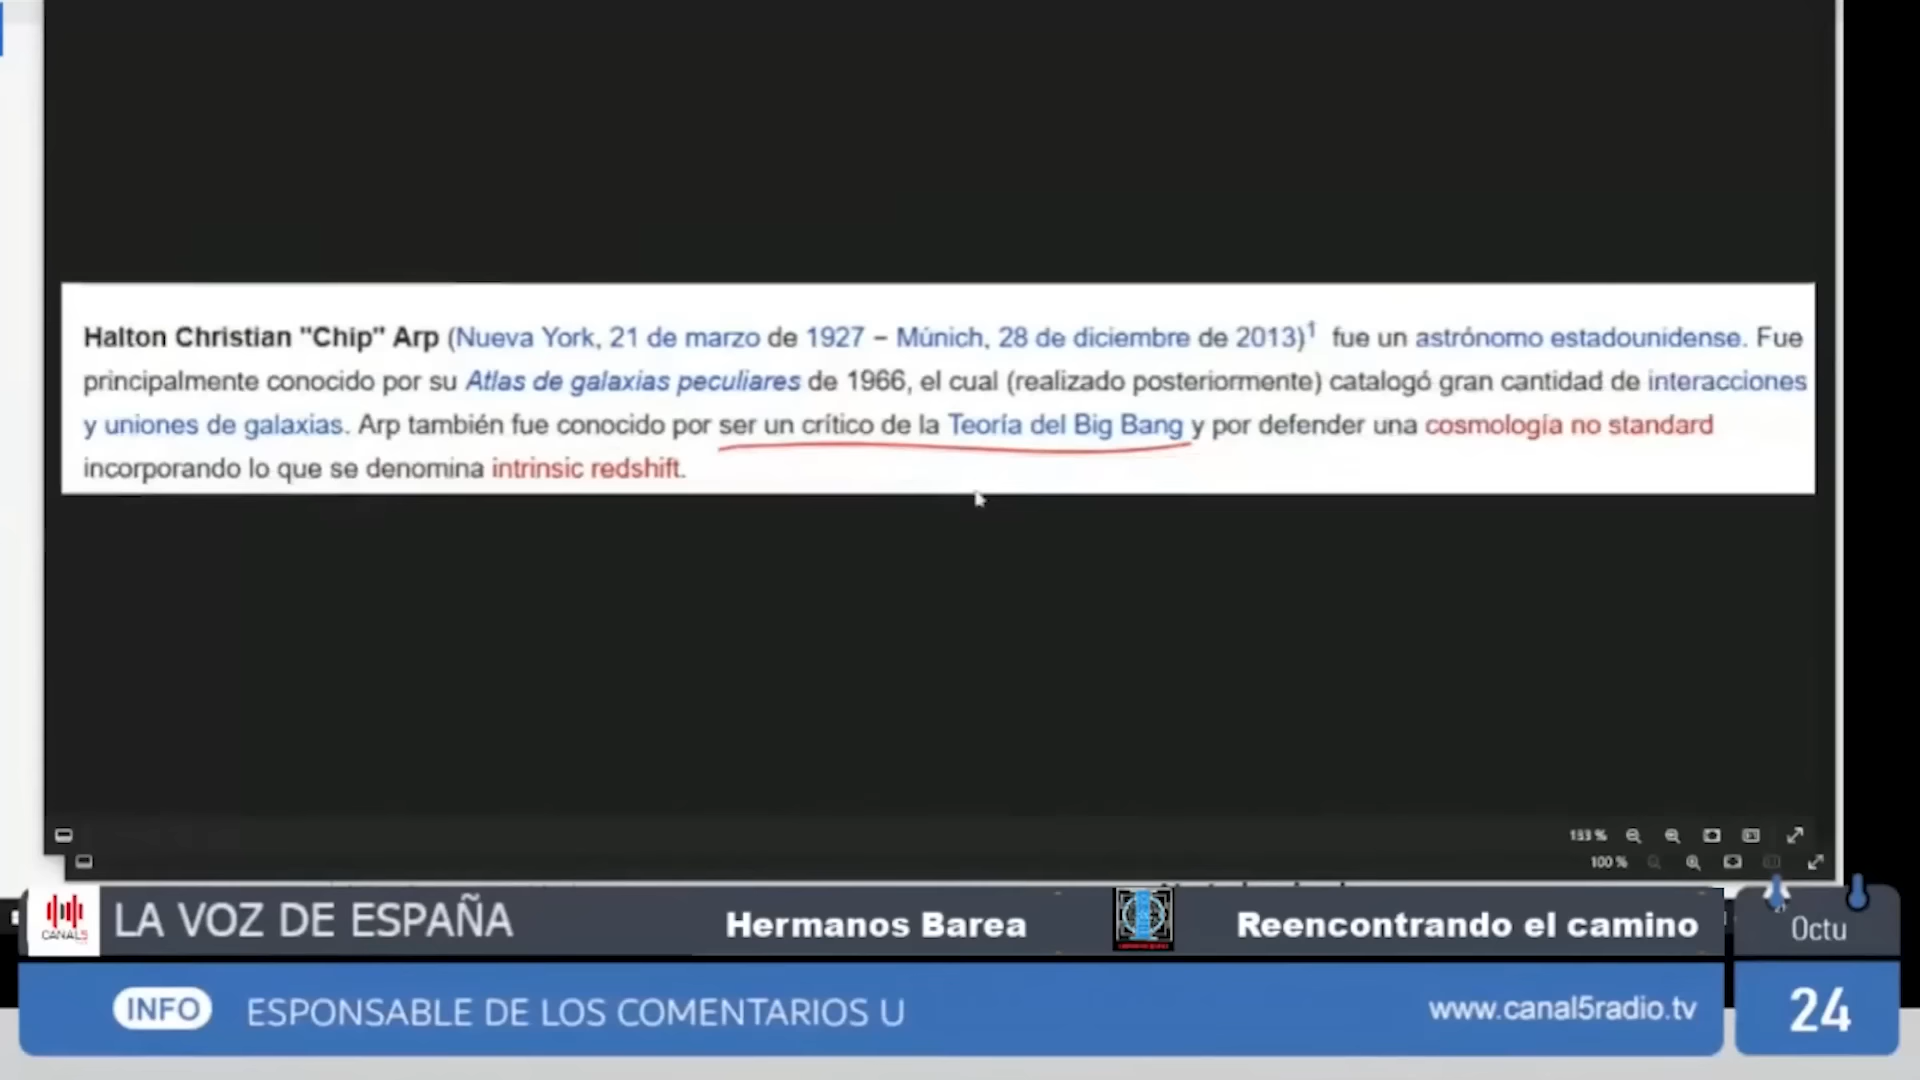 Halton Christian "Chip" Arp (Nueva York, 21 de marzo de 1927 – Múnich, 28 de diciembre de 2013)1 fue un astrónomo estadounidense. Fue
principalmente conocido por su Atlas de galaxias peculiares de 1966, el cual (realizado posteriormente) catalogó gran cantidad de interacciones
y uniones de galaxias. Arp también fue conocido por ser un crítico de la Teoría del Big Bang y por defender una cosmología no standard
incorporando lo que se denomina intrinsic redshift.
133 %
100 %
CANAL5
LA VOZ DE ESPAÑA
Hermanos Barea
Reencontrando el camino
Octu
INFO
ESPONSABLE DE LOS COMENTARIOS U
www.canal5radio.tv
24